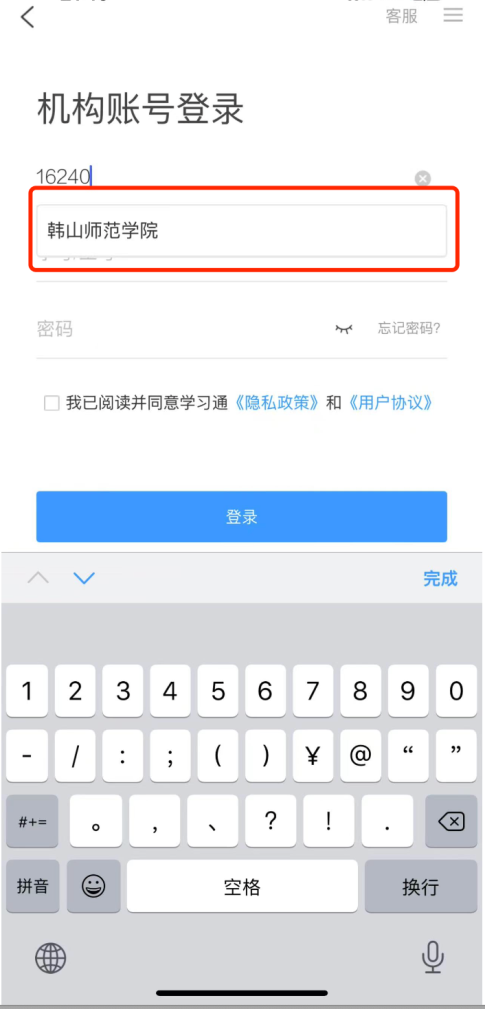 客服
机构账号登录
16240
韩山师范学院
密码
忘记密码?
我已阅读并同意学习通《隐私政策》和《用户协议》
登录
完成
1 2 3 4 5 6 7 8 9 0
- / : ; ( ) ¥ @ “ ”
#+= 。 , 、 ? ! .
拼音 空格 换行